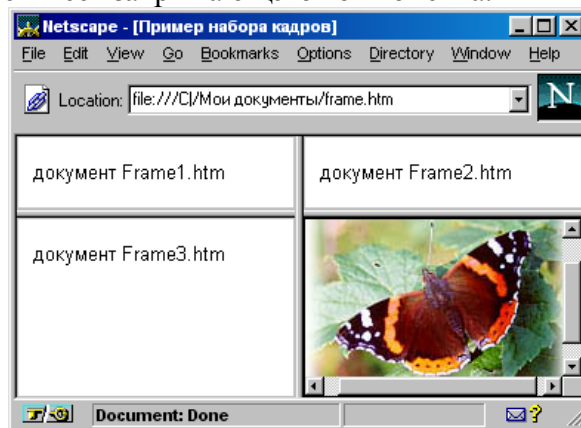 Netscape - [Пример набора кадров]
File Edit View Go Bookmarks Options Directory Window Help
Location: file:///C|/Мои документы/frame.htm
N
документ Frame1.htm
документ Frame2.htm
документ Frame3.htm
Document: Done